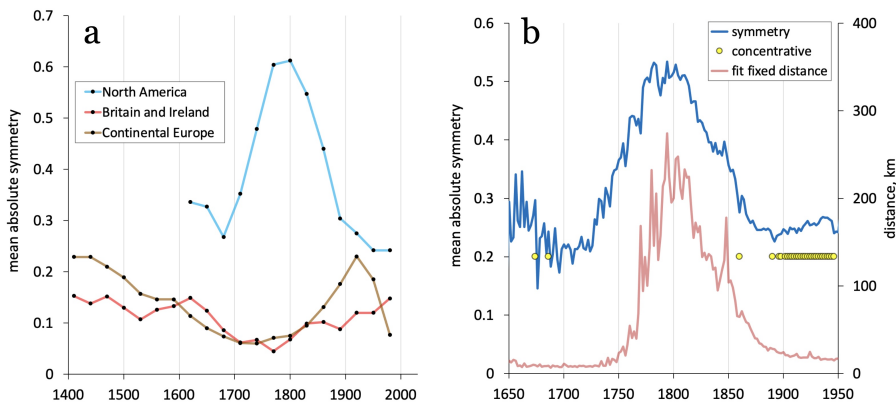 a
mean absolute symmetry
0.7
0.6
0.5
0.4
0.3
0.2
0.1
0
North America
Britain and Ireland
Continental Europe
1400 1500 1600 1700 1800 1900 2000
b
mean absolute symmetry
0.6
0.5
0.4
0.3
0.2
0.1
0
symmetry
concentrative
fit fixed distance
400
300
200
100
0
distance, km
1650 1700 1750 1800 1850 1900 1950